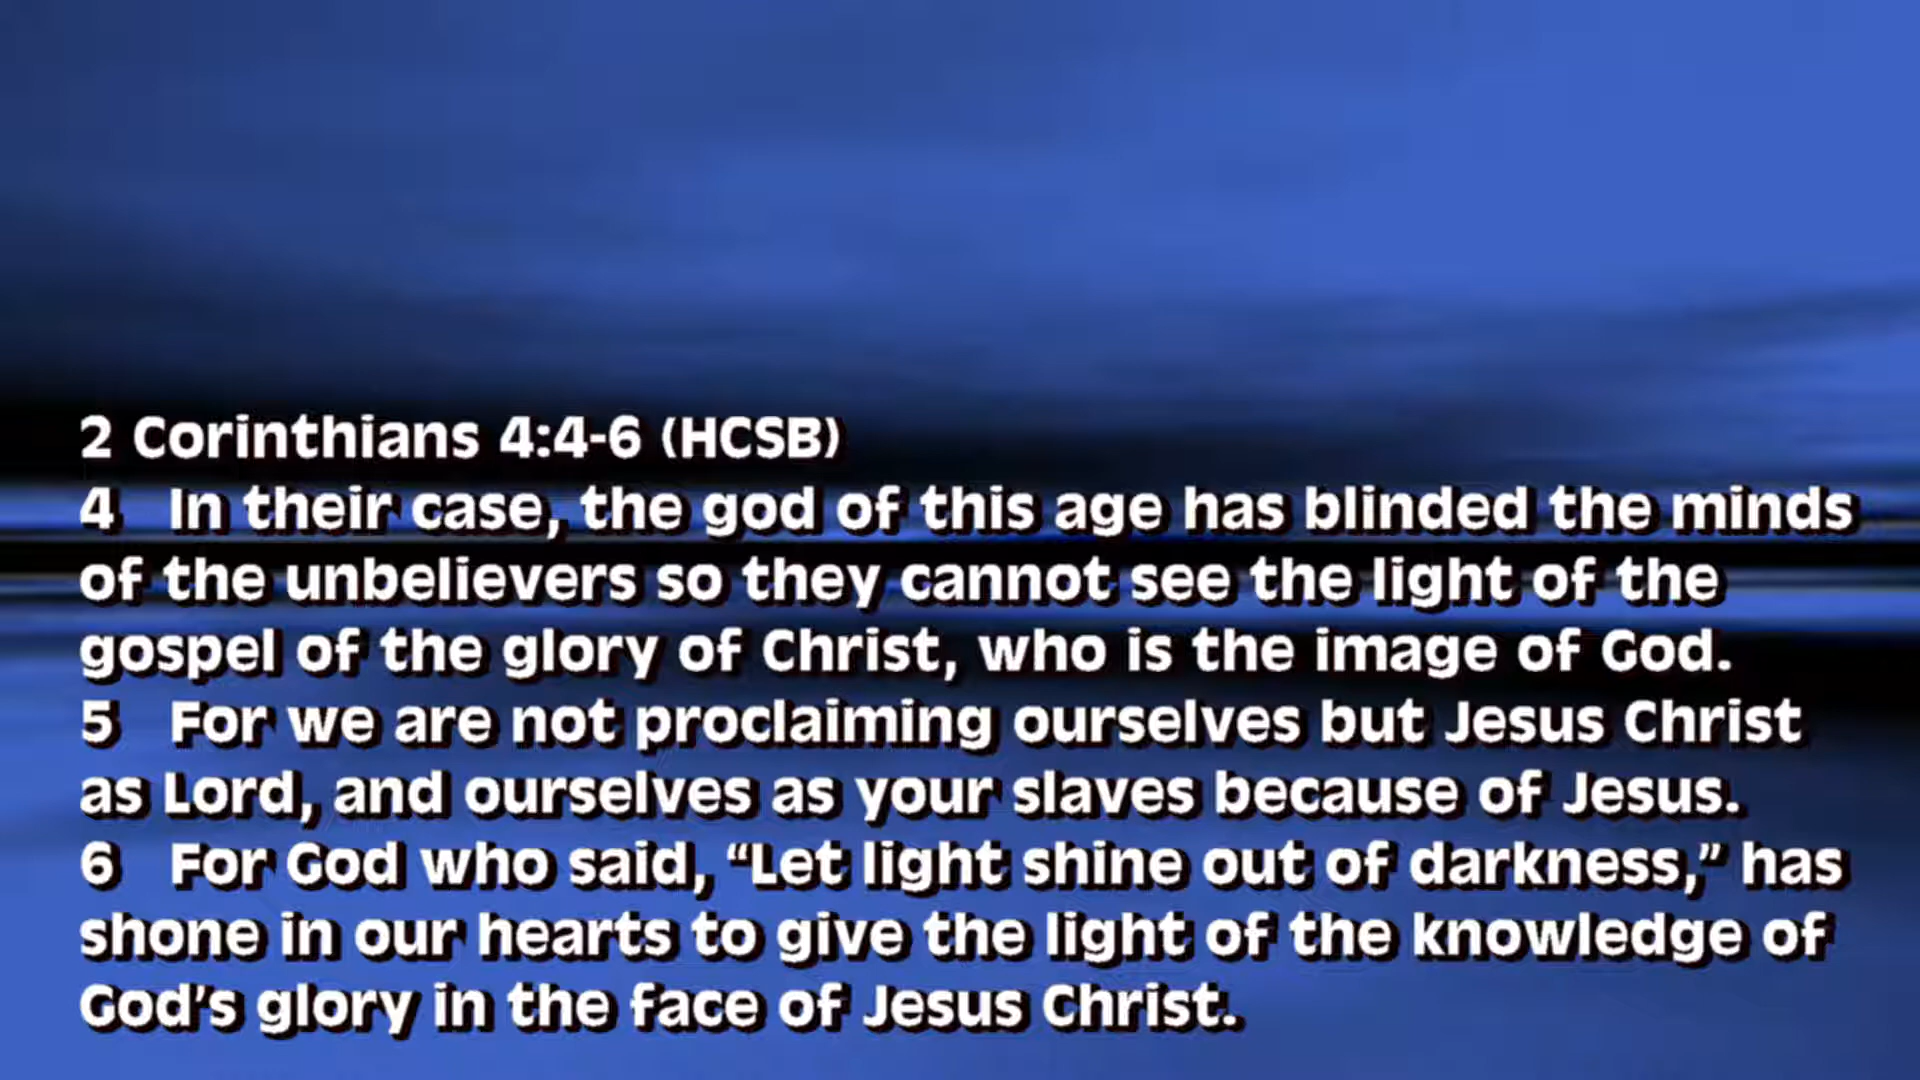 2 Corinthians 4:4-6 (HCSB)
4 In their case, the god of this age has blinded the minds
of the unbelievers so they cannot see the light of the
gospel of the glory of Christ, who is the image of God.
5 For we are not proclaiming ourselves but Jesus Christ
as Lord, and ourselves as your slaves because of Jesus.
6 For God who said, “Let light shine out of darkness,” has
shone in our hearts to give the light of the knowledge of
God’s glory in the face of Jesus Christ.